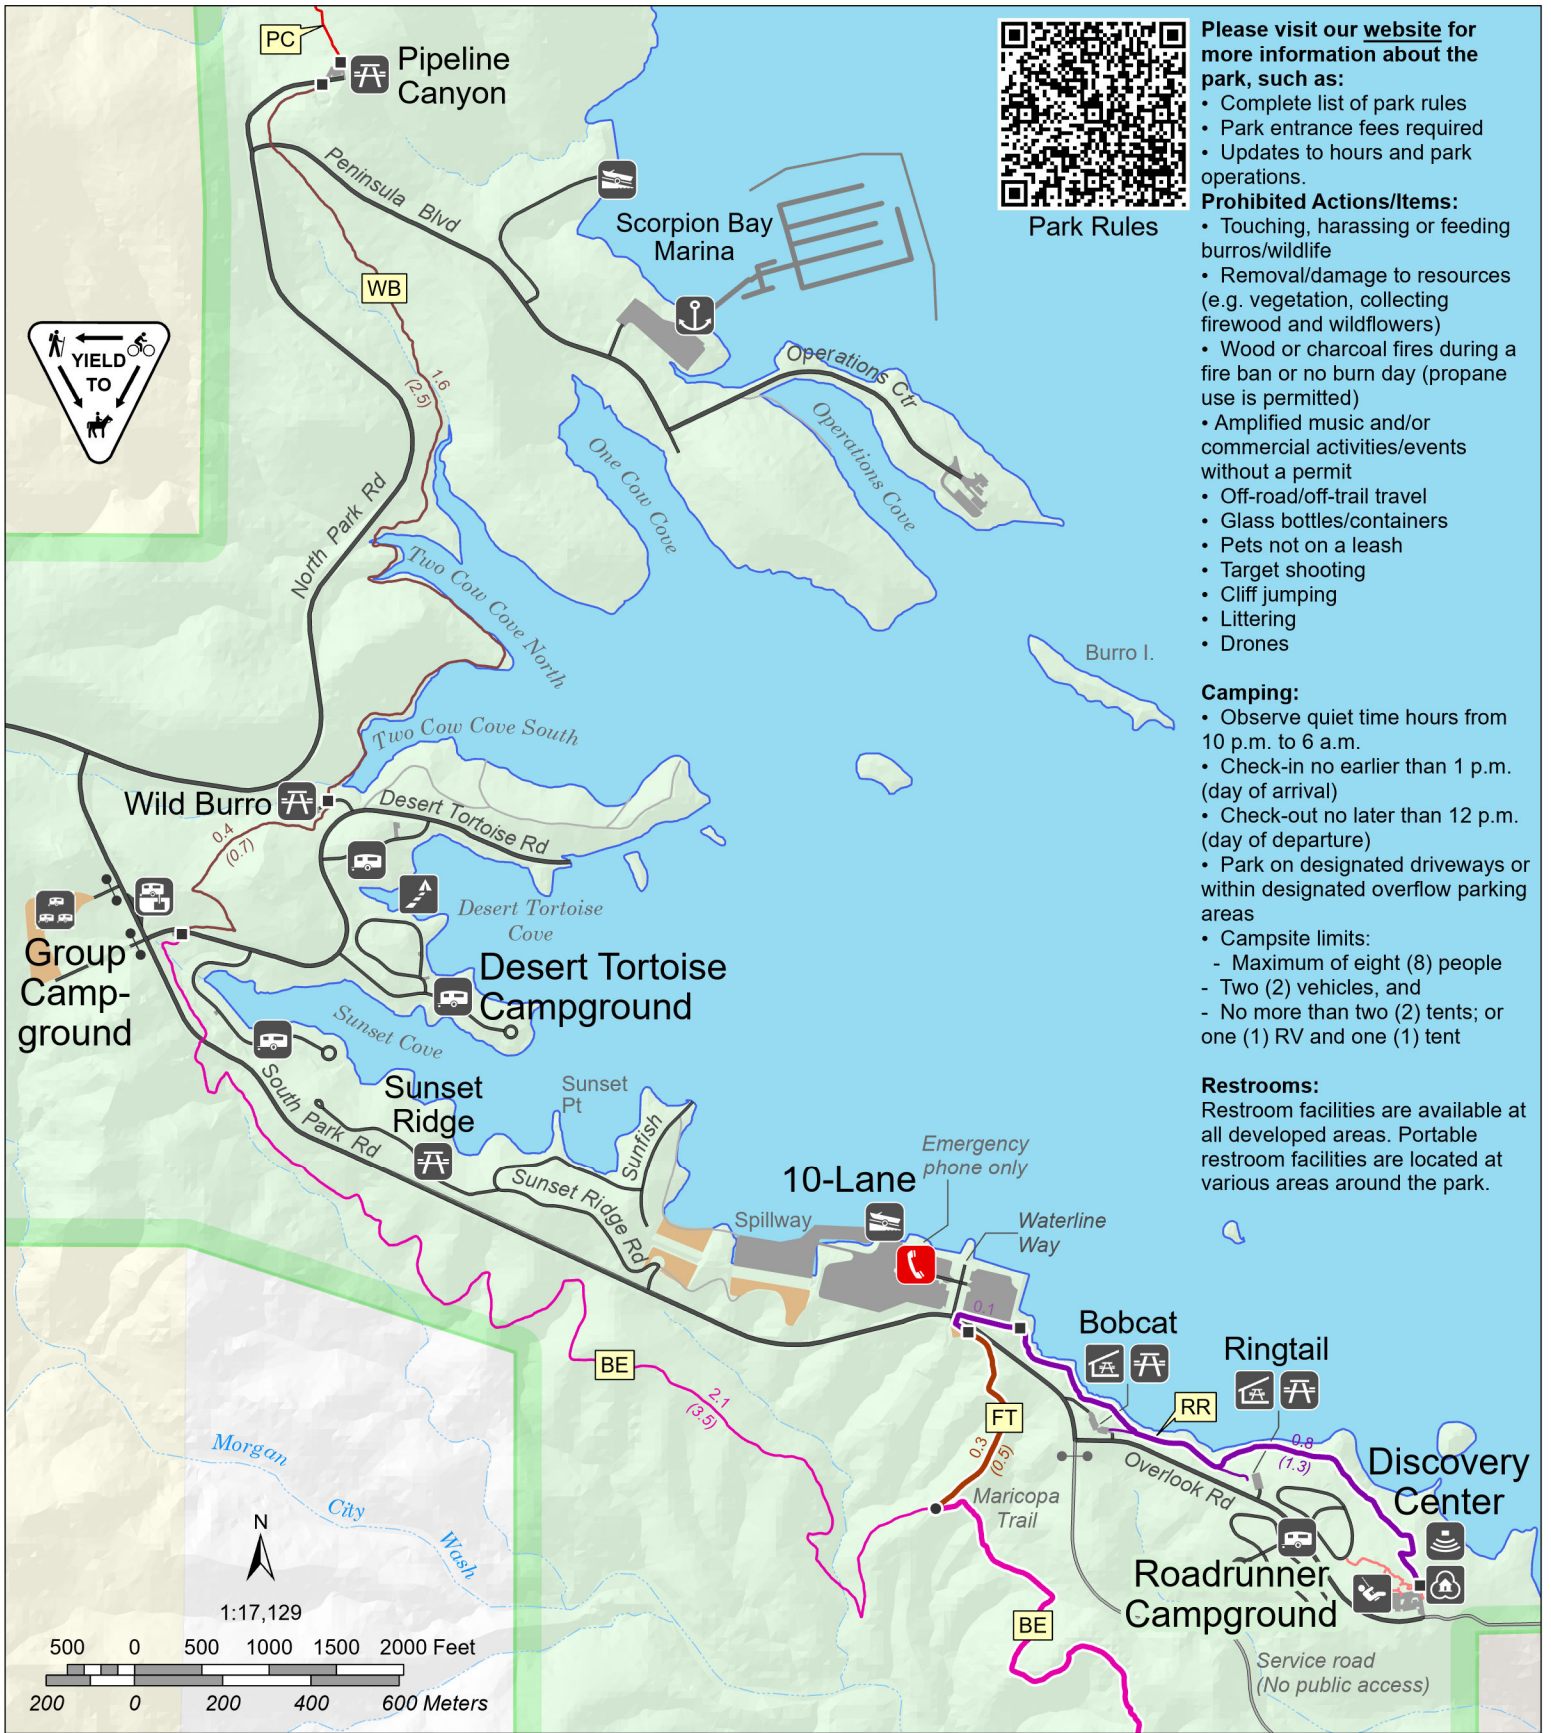 PC
Pipeline
Canyon
Peninsula Blvd
Scorpion Bay
Marina
WB
YIELD
TO
1.6
(2.5)
Operations Ctr
Operations Cove
One Cow Cove
North Park Rd
Two Cow Cove North
Two Cow Cove South
Burro I.
Wild Burro
Desert Tortoise Rd
0.4
(0.7)
Desert Tortoise
Cove
Group
Camp-
ground
Desert Tortoise
Campground
Sunset Cove
South Park Rd
Sunset
Ridge
Sunset
Pt
Sunfish
Sunset Ridge Rd
10-Lane
Emergency
phone only
Spillway
Waterline
Way
0.1
Bobcat
Ringtail
BE
2.1
(3.5)
FT
0.3
(0.5)
RR
0.8
(1.3)
Overlook Rd
Maricopa
Trail
Discovery
Center
Roadrunner
Campground
BE
Service road
(No public access)
Morgan
City
Wash
N
1:17,129
500 0 500 1000 1500 2000 Feet
200 0 200 400 600 Meters
Park Rules
Please visit our website for
more information about the
park, such as:
• Complete list of park rules
• Park entrance fees required
• Updates to hours and park
operations.
Prohibited Actions/Items:
• Touching, harassing or feeding
burros/wildlife
• Removal/damage to resources
(e.g. vegetation, collecting
firewood and wildflowers)
• Wood or charcoal fires during a
fire ban or no burn day (propane
use is permitted)
• Amplified music and/or
commercial activities/events
without a permit
• Off-road/off-trail travel
• Glass bottles/containers
• Pets not on a leash
• Target shooting
• Cliff jumping
• Littering
• Drones
Camping:
• Observe quiet time hours from
10 p.m. to 6 a.m.
• Check-in no earlier than 1 p.m.
(day of arrival)
• Check-out no later than 12 p.m.
(day of departure)
• Park on designated driveways or
within designated overflow parking
areas
• Campsite limits:
- Maximum of eight (8) people
- Two (2) vehicles, and
- No more than two (2) tents; or
one (1) RV and one (1) tent
Restrooms:
Restroom facilities are available at
all developed areas. Portable
restroom facilities are located at
various areas around the park.